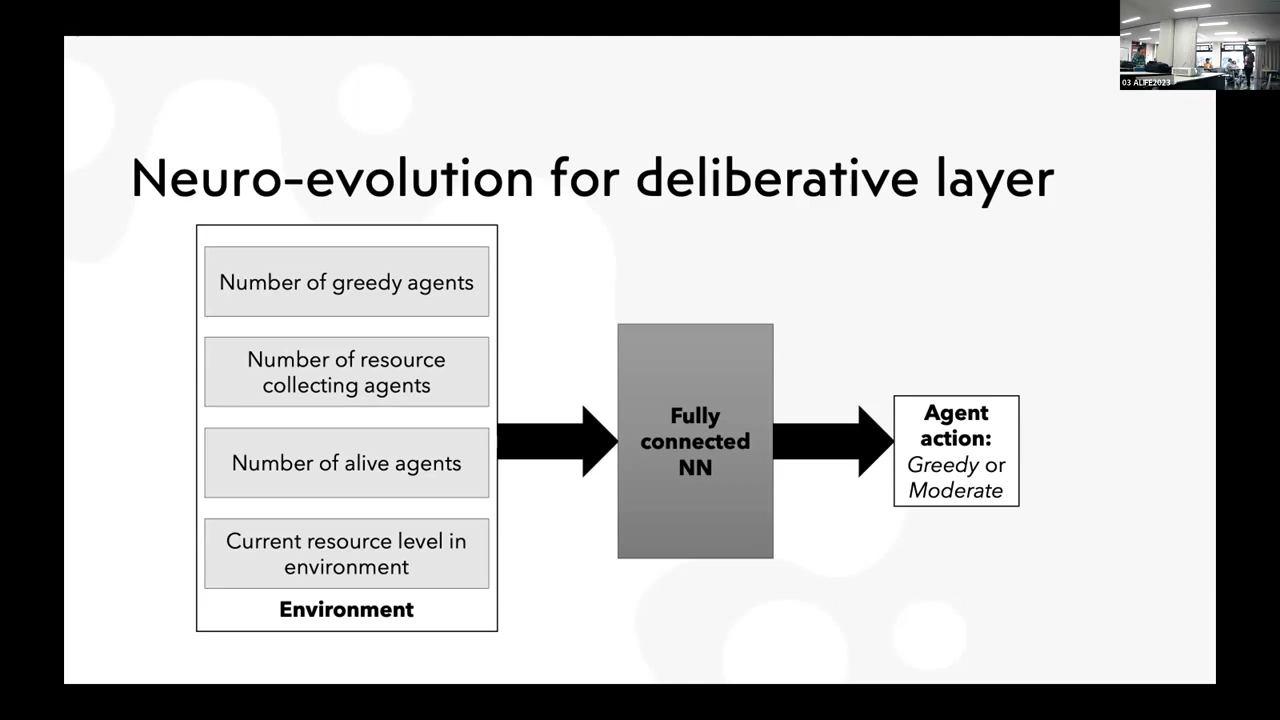 03 ALIFE2023
Neuro-evolution for deliberative layer
Number of greedy agents
Number of resource
collecting agents
Number of alive agents
Current resource level in
environment
Environment
Fully
connected
NN
Agent
action:
Greedy or
Moderate